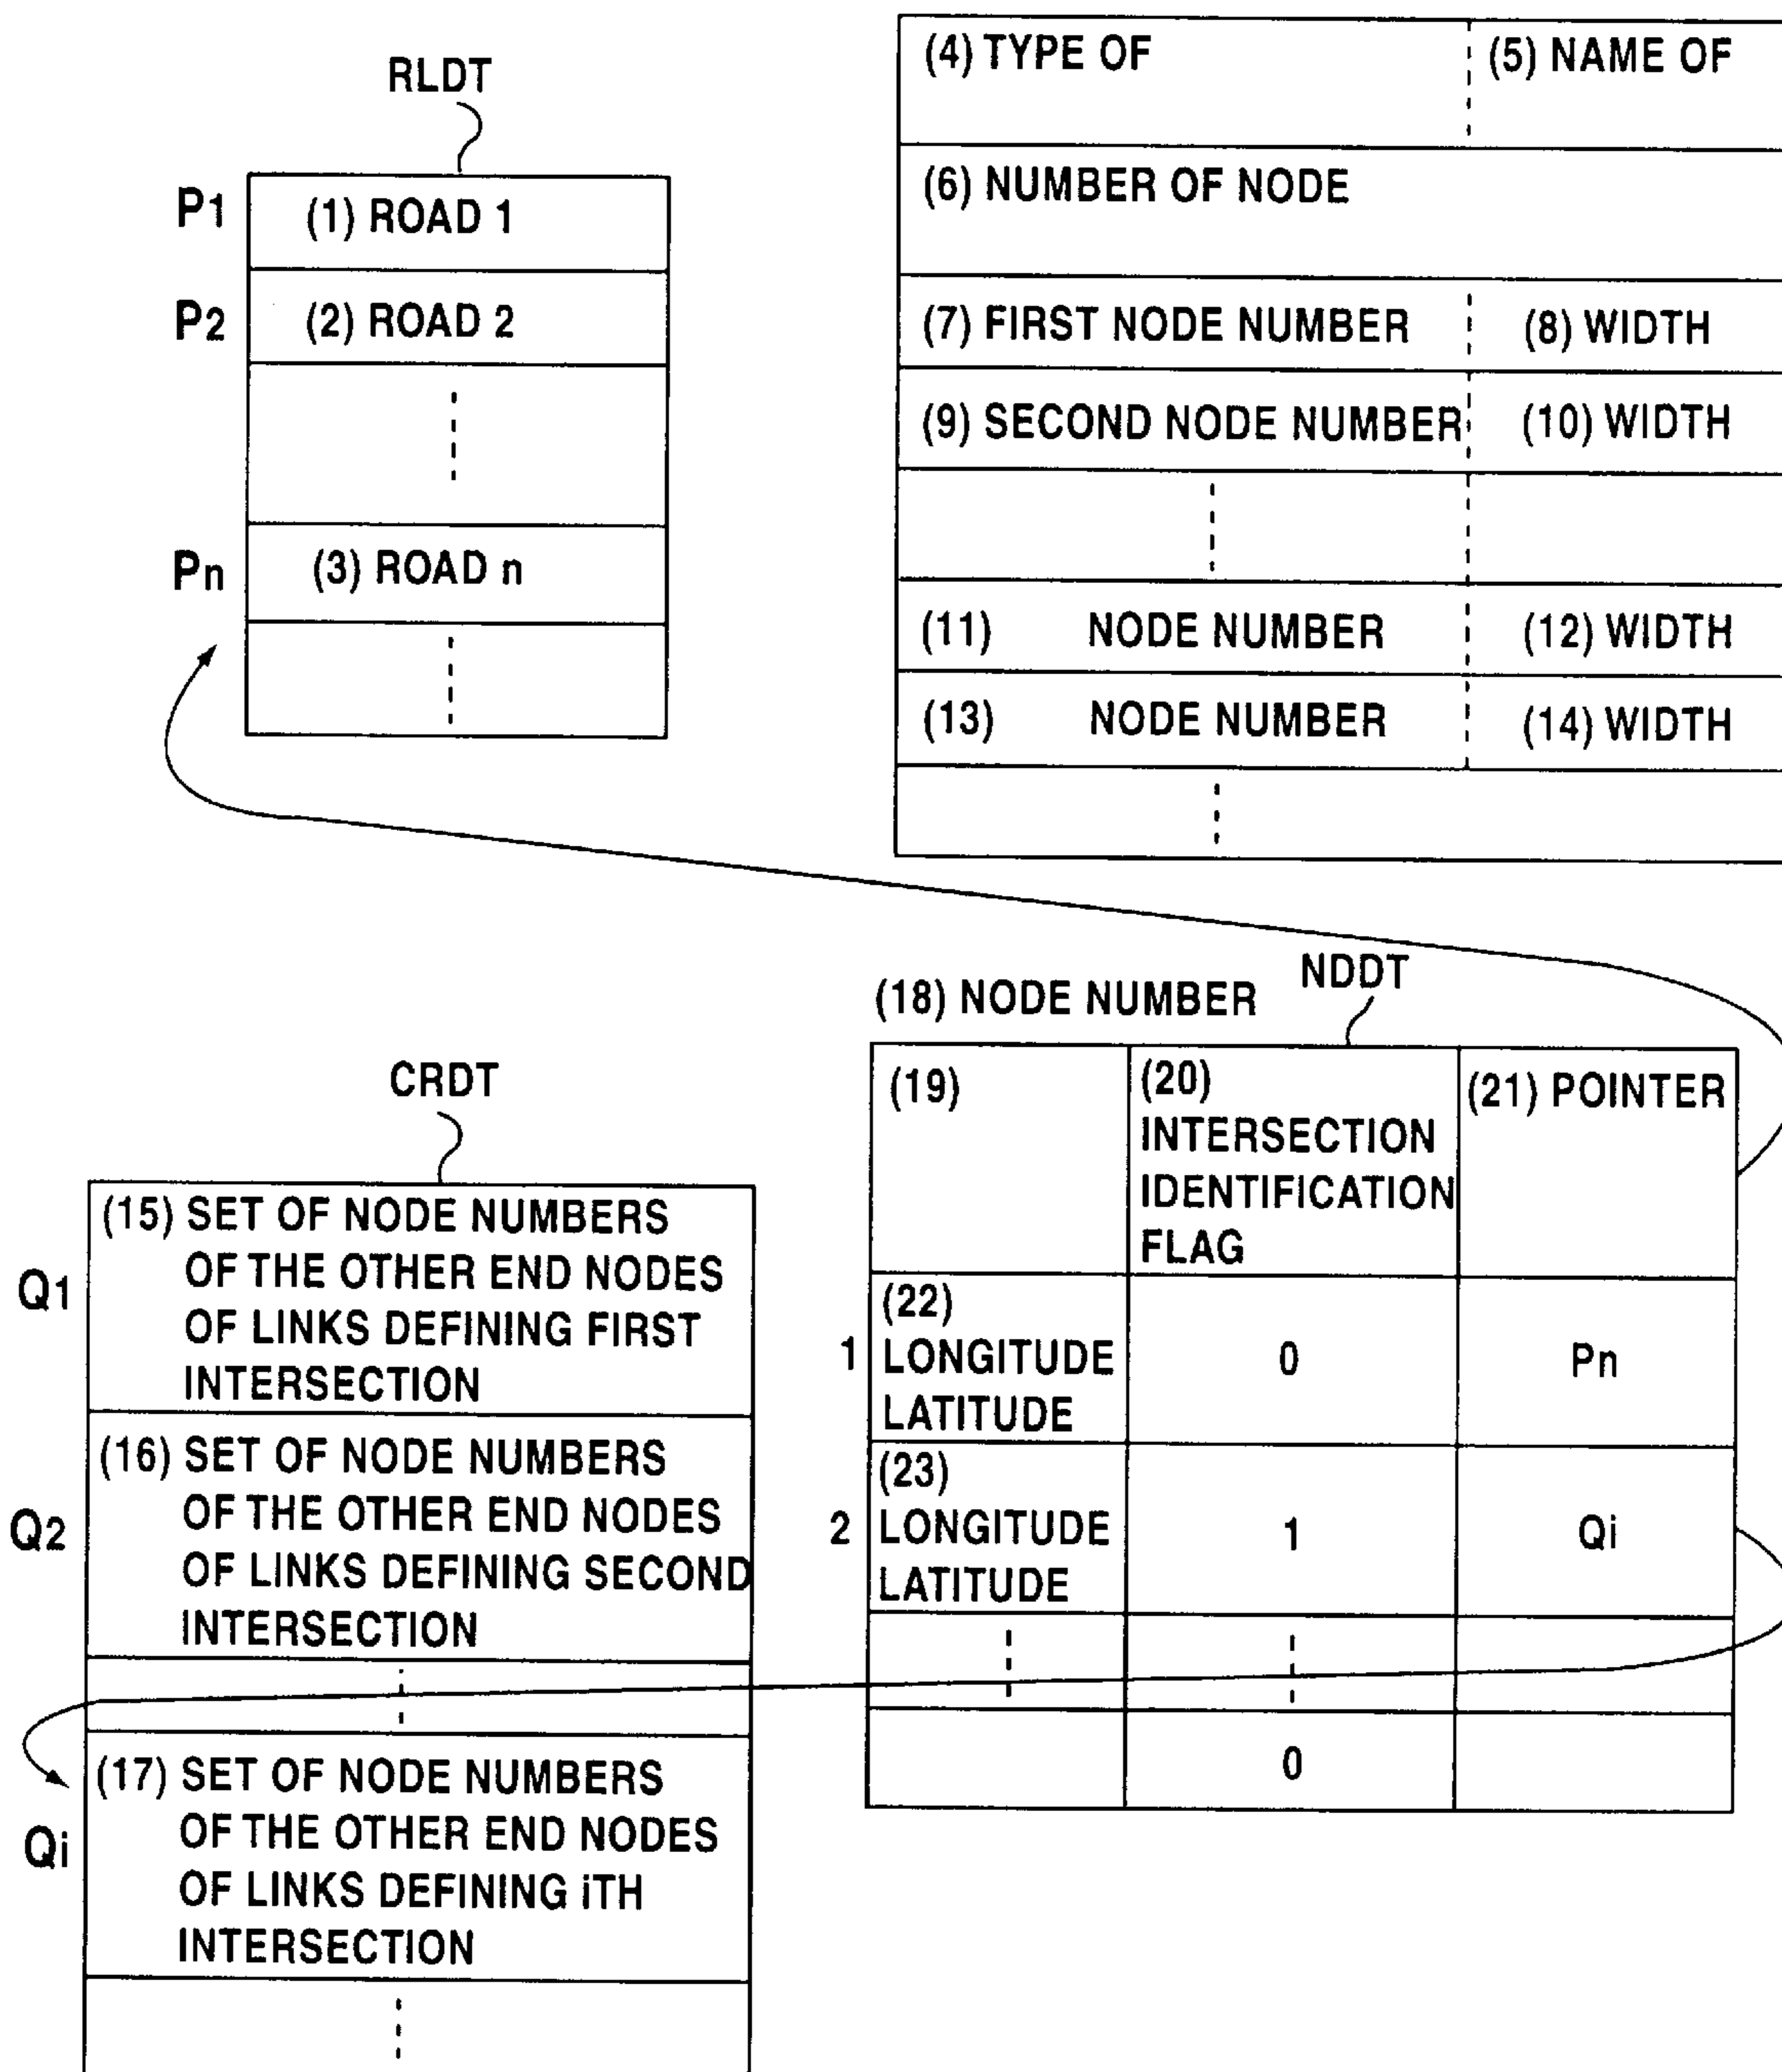 RLDT
P1 (1) ROAD 1
P2 (2) ROAD 2
Pn (3) ROAD n
(4) TYPE OF (5) NAME OF
(6) NUMBER OF NODE
(7) FIRST NODE NUMBER (8) WIDTH
(9) SECOND NODE NUMBER (10) WIDTH
(11) NODE NUMBER (12) WIDTH
(13) NODE NUMBER (14) WIDTH
CRDT
Q1
(15) SET OF NODE NUMBERS
OF THE OTHER END NODES
OF LINKS DEFINING FIRST
INTERSECTION
Q2
(16) SET OF NODE NUMBERS
OF THE OTHER END NODES
OF LINKS DEFINING SECOND
INTERSECTION
Qi
(17) SET OF NODE NUMBERS
OF THE OTHER END NODES
OF LINKS DEFINING iTH
INTERSECTION
(18) NODE NUMBER
NDDT
(19)
(20)
INTERSECTION
IDENTIFICATION
FLAG
(21) POINTER
1
(22)
LONGITUDE
LATITUDE
0
Pn
2
(23)
LONGITUDE
LATITUDE
1
Qi
0